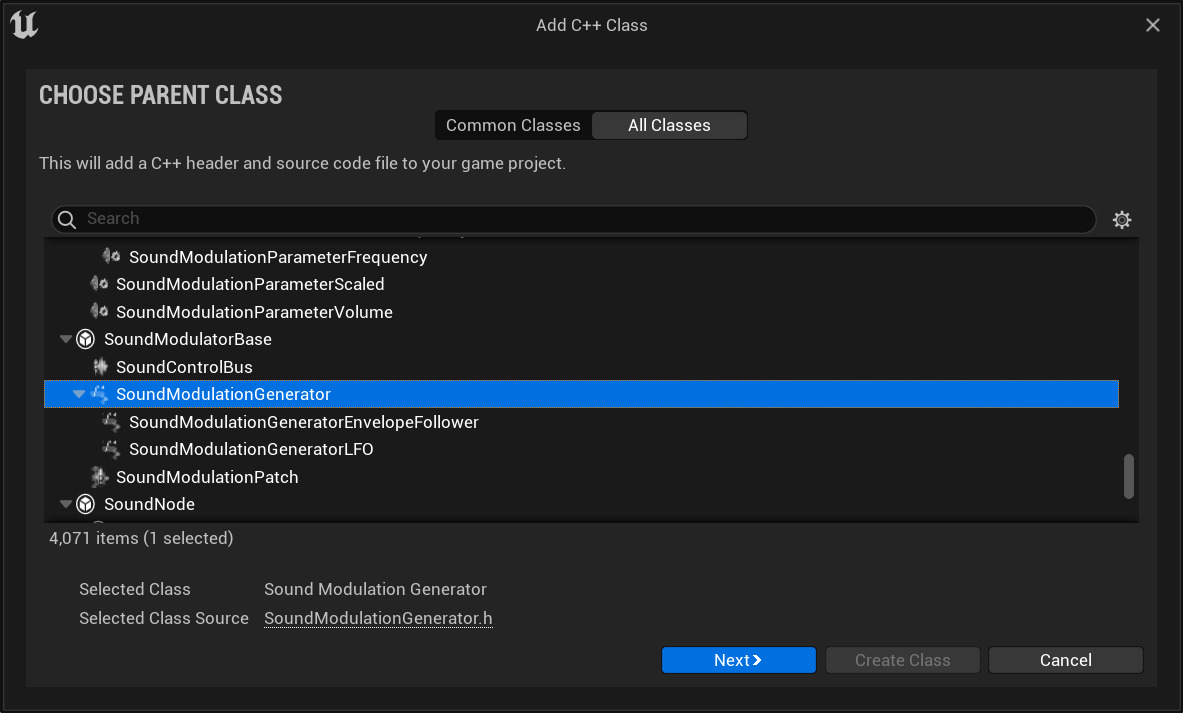 Add C++ Class
CHOOSE PARENT CLASS
Common Classes
All Classes
This will add a C++ header and source code file to your game project.
Search
SoundModulationParameterFrequency
SoundModulationParameterScaled
SoundModulationParameterVolume
SoundModulatorBase
SoundControlBus
SoundModulationGenerator
SoundModulationGeneratorEnvelopeFollower
SoundModulationGeneratorLFO
SoundModulationPatch
SoundNode
4,071 items (1 selected)
Selected Class Sound Modulation Generator
Selected Class Source SoundModulationGenerator.h
Next
Create Class
Cancel